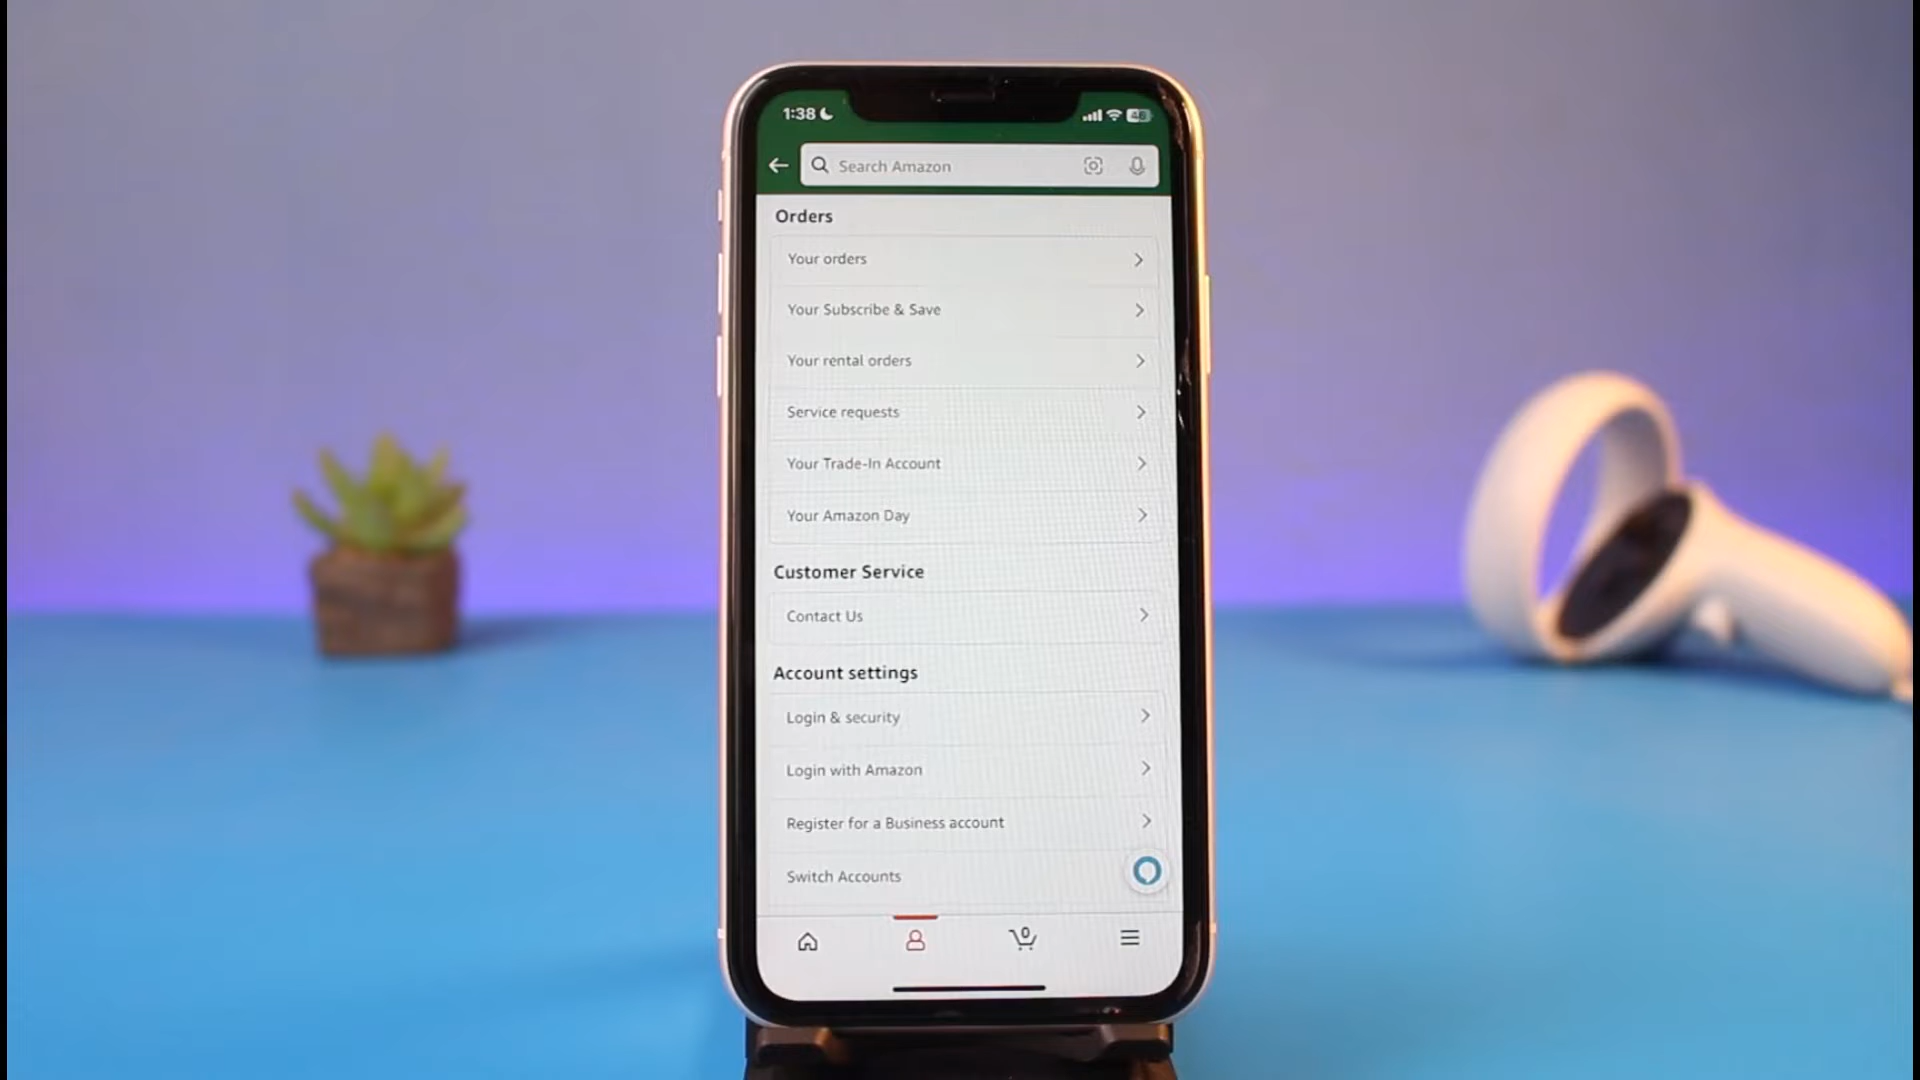 1:38
46
Search Amazon
Orders
Your orders
Your Subscribe & Save
Your rental orders
Service requests
Your Trade-In Account
Your Amazon Day
Customer Service
Contact Us
Account settings
Login & security
Login with Amazon
Register for a Business account
Switch Accounts
0